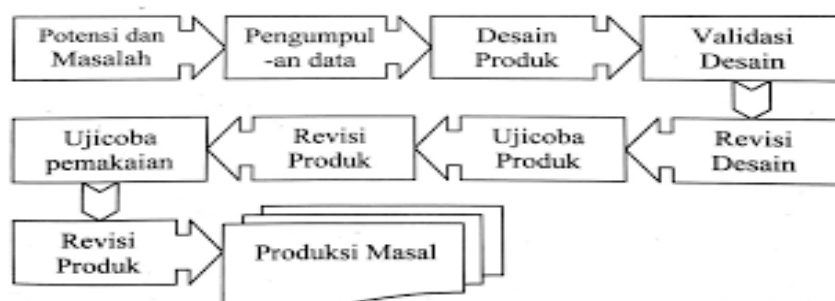 Potensi dan
Masalah
Pengumpul
-an data
Desain
Produk
Validasi
Desain
Revisi
Desain
Ujicoba
Produk
Revisi
Produk
Ujicoba
pemakaian
Revisi
Produk
Produksi Masal